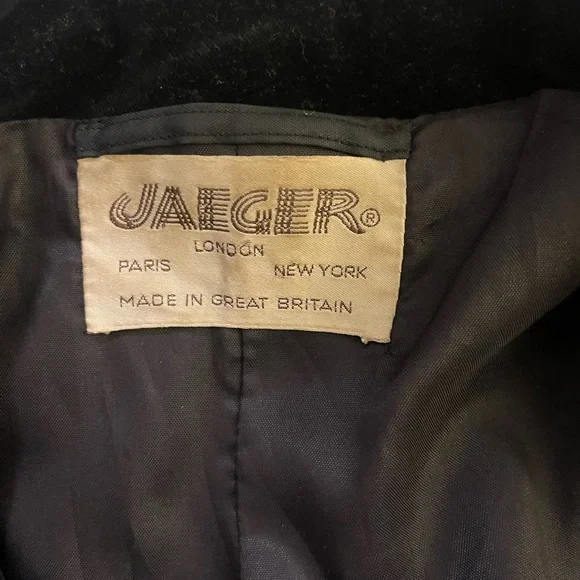 JAEGER®
LONDON
PARIS NEW YORK
MADE IN GREAT BRITAIN